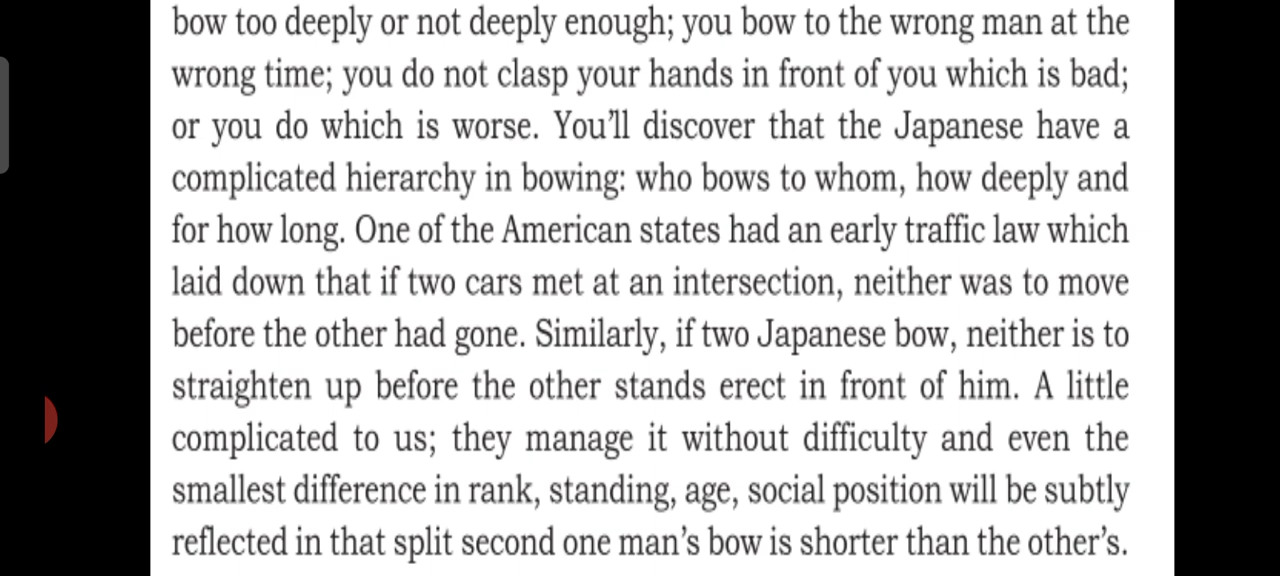 bow too deeply or not deeply enough; you bow to the wrong man at the
wrong time; you do not clasp your hands in front of you which is bad;
or you do which is worse. You’ll discover that the Japanese have a
complicated hierarchy in bowing: who bows to whom, how deeply and
for how long. One of the American states had an early traffic law which
laid down that if two cars met at an intersection, neither was to move
before the other had gone. Similarly, if two Japanese bow, neither is to
straighten up before the other stands erect in front of him. A little
complicated to us; they manage it without difficulty and even the
smallest difference in rank, standing, age, social position will be subtly
reflected in that split second one man’s bow is shorter than the other’s.